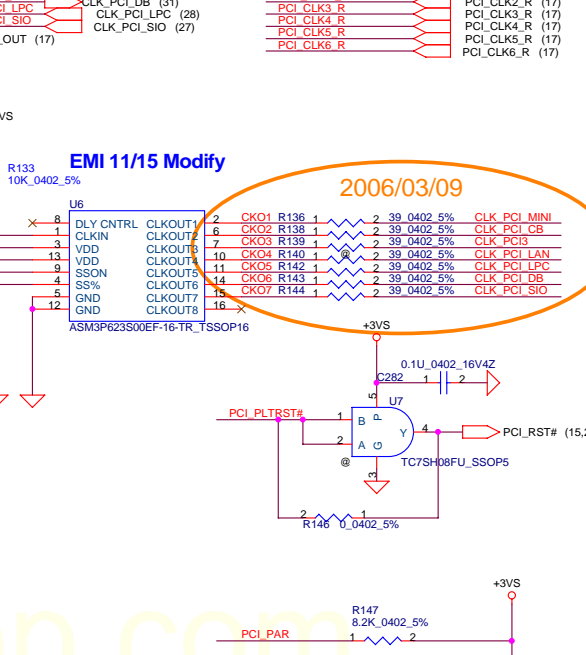 CLK_PCI_DB (31)
PCI_LPC CLK_PCI_LPC (28)
PCI_SIO CLK_PCI_SIO (27)
OUT (17)
PCI_CLK2_R (17)
PCI_CLK3_R PCI_CLK3_R (17)
PCI_CLK4_R PCI_CLK4_R (17)
PCI_CLK5_R PCI_CLK5_R (17)
PCI_CLK6_R PCI_CLK6_R (17)
VS
EMI 11/15 Modify
R133
10K_0402_5%
2006/03/09
U6
8 DLY CNTRL CLKOUT1 2 CKO1 R136 1 2 39_0402_5% CLK_PCI_MINI
1 CLKIN CLKOUT2 6 CKO2 R138 1 2 39_0402_5% CLK_PCI_CB
3 VDD CLKOUT3 7 CKO3 R139 1 2 39_0402_5% CLK_PCI3
13 VDD CLKOUT4 10 CKO4 R140 1 @ 2 39_0402_5% CLK_PCI_LAN
9 SSON CLKOUT5 11 CKO5 R142 1 2 39_0402_5% CLK_PCI_LPC
4 SS% CLKOUT6 14 CKO6 R143 1 2 39_0402_5% CLK_PCI_DB
5 GND CLKOUT7 15 CKO7 R144 1 2 39_0402_5% CLK_PCI_SIO
12 GND CLKOUT8 16
ASM3P623S00EF-16-TR_TSSOP16
+3VS
0.1U_0402_16V4Z
C282 1 2
5 U7
PCI_PLTRST# 1 B P
Y 4 PCI_RST# (15,2
2 A G
@ TC7SH08FU_SSOP5
3
2 1
R146 0_0402_5%
+3VS
R147
8.2K_0402_5%
PCI_PAR 1 2